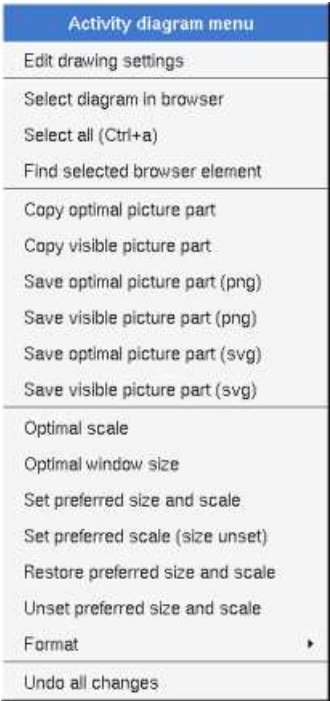 Activity diagram menu
Edit drawing settings
Select diagram in browser
Select all (Ctrl+a)
Find selected browser element
Copy optimal picture part
Copy visible picture part
Save optimal picture part (png)
Save visible picture part (png)
Save optimal picture part (svg)
Save visible picture part (svg)
Optimal scale
Optimal window size
Set preferred size and scale
Set preferred scale (size unset)
Restore preferred size and scale
Unset preferred size and scale
Format
Undo all changes